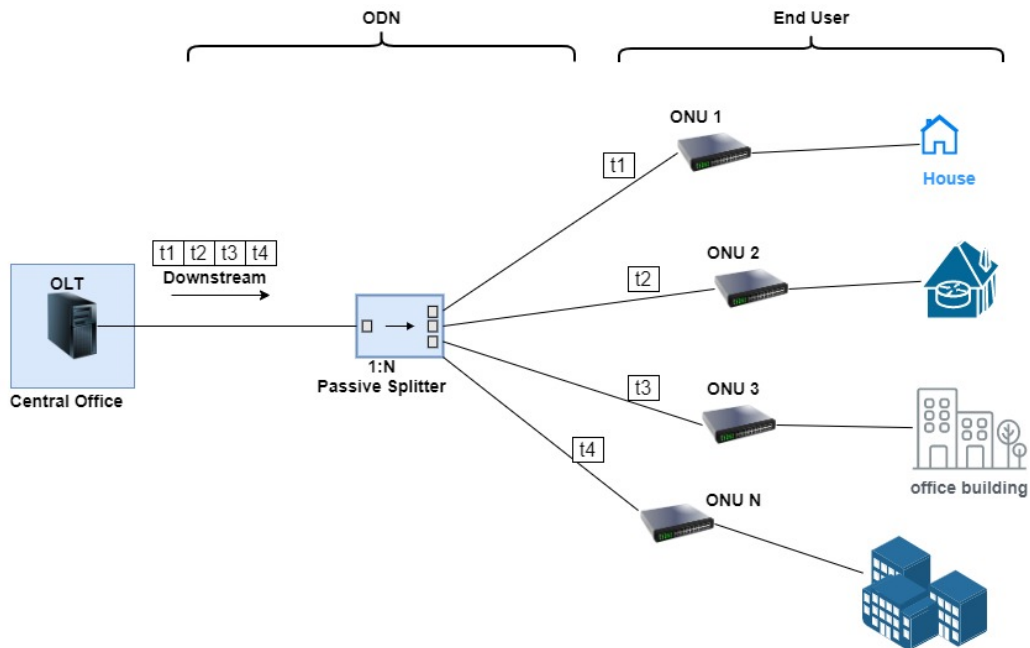 ODN
End User
ONU 1
t1
House
t1 t2 t3 t4
Downstream
OLT
Central Office
ONU 2
t2
1:N
Passive Splitter
ONU 3
t3
office building
t4
ONU N